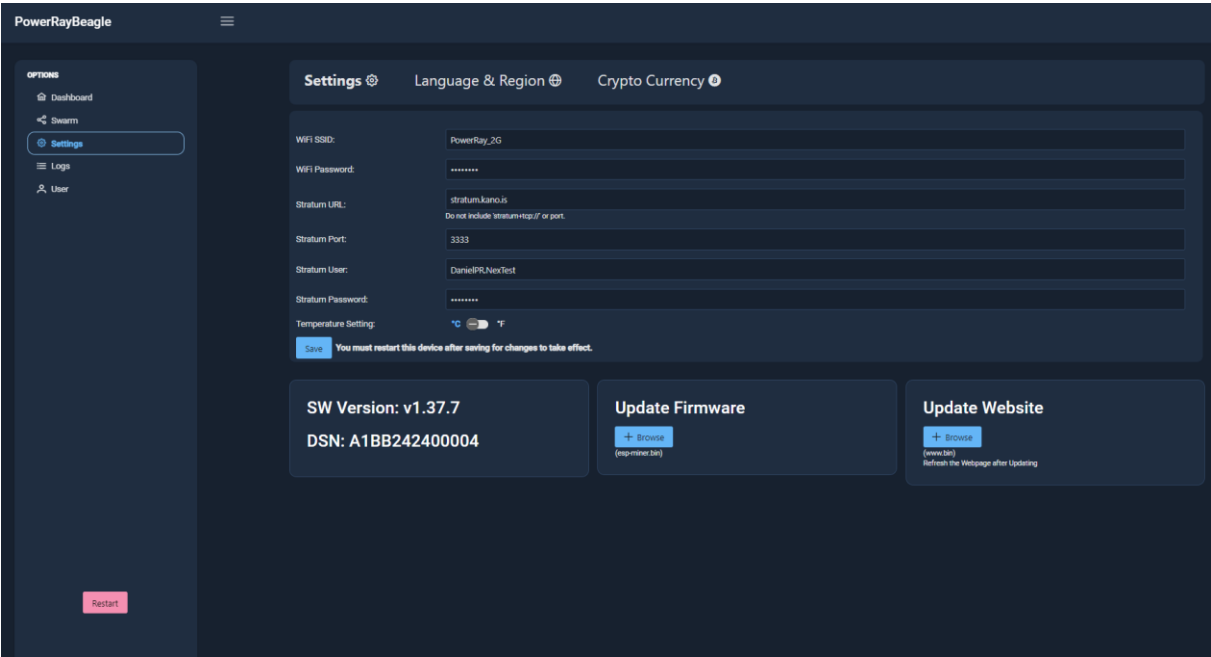 PowerRayBeagle
OPTIONS
Dashboard
Swarm
Settings
Logs
User
Restart
Settings Language & Region Crypto Currency
WiFi SSID: PowerRay_2G
WiFi Password: ••••••••
Stratum URL: stratum.kano.is
Do not include 'stratum+tcp://' or port.
Stratum Port: 3333
Stratum User: DanielPR.NexTest
Stratum Password: ••••••••
Temperature Setting: °C °F
Save You must restart this device after saving for changes to take effect.
SW Version: v1.37.7
DSN: A1BB242400004
Update Firmware
+ Browse
(esp-miner.bin)
Update Website
+ Browse
(www.bin)
Refresh the Webpage after Updating